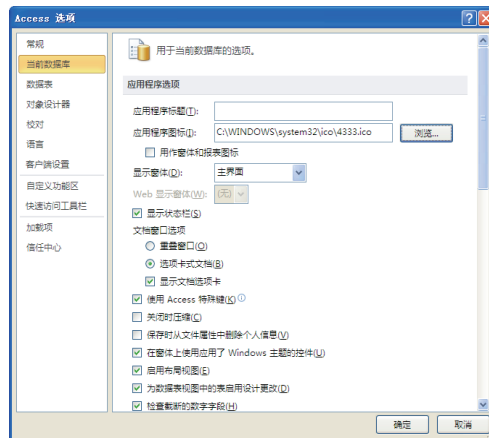 Access 选项
常规
当前数据库
数据表
对象设计器
校对
语言
客户端设置
自定义功能区
快速访问工具栏
加载项
信任中心
用于当前数据库的选项。
应用程序选项
应用程序标题(T):
应用程序图标(I): C:\WINDOWS\system32\ico\4333.ico 浏览...
用作窗体和报表图标
显示窗体(D): 主界面
Web 显示窗体(W): (无)
显示状态栏(S)
文档窗口选项
重叠窗口(O)
选项卡式文档(B)
显示文档选项卡
使用 Access 特殊键(K)
关闭时压缩(C)
保存时从文件属性中删除个人信息(V)
在窗体上使用应用了 Windows 主题的控件(U)
启用布局视图(E)
为数据表视图中的表启用设计更改(D)
检查截断的数字字段(H)
确定 取消